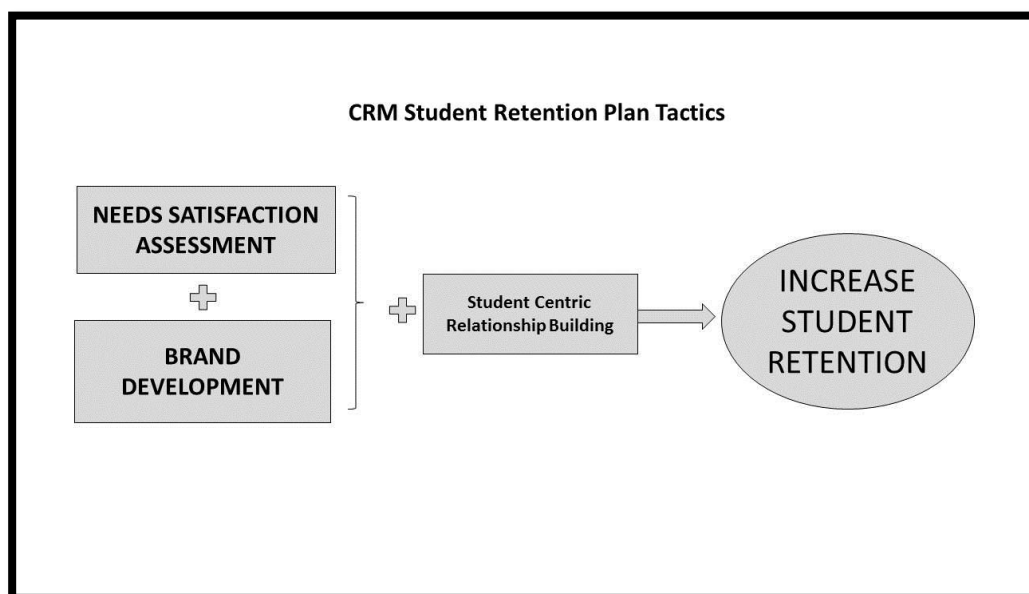 CRM Student Retention Plan Tactics
NEEDS SATISFACTION
ASSESSMENT
BRAND
DEVELOPMENT
Student Centric
Relationship Building
INCREASE
STUDENT
RETENTION